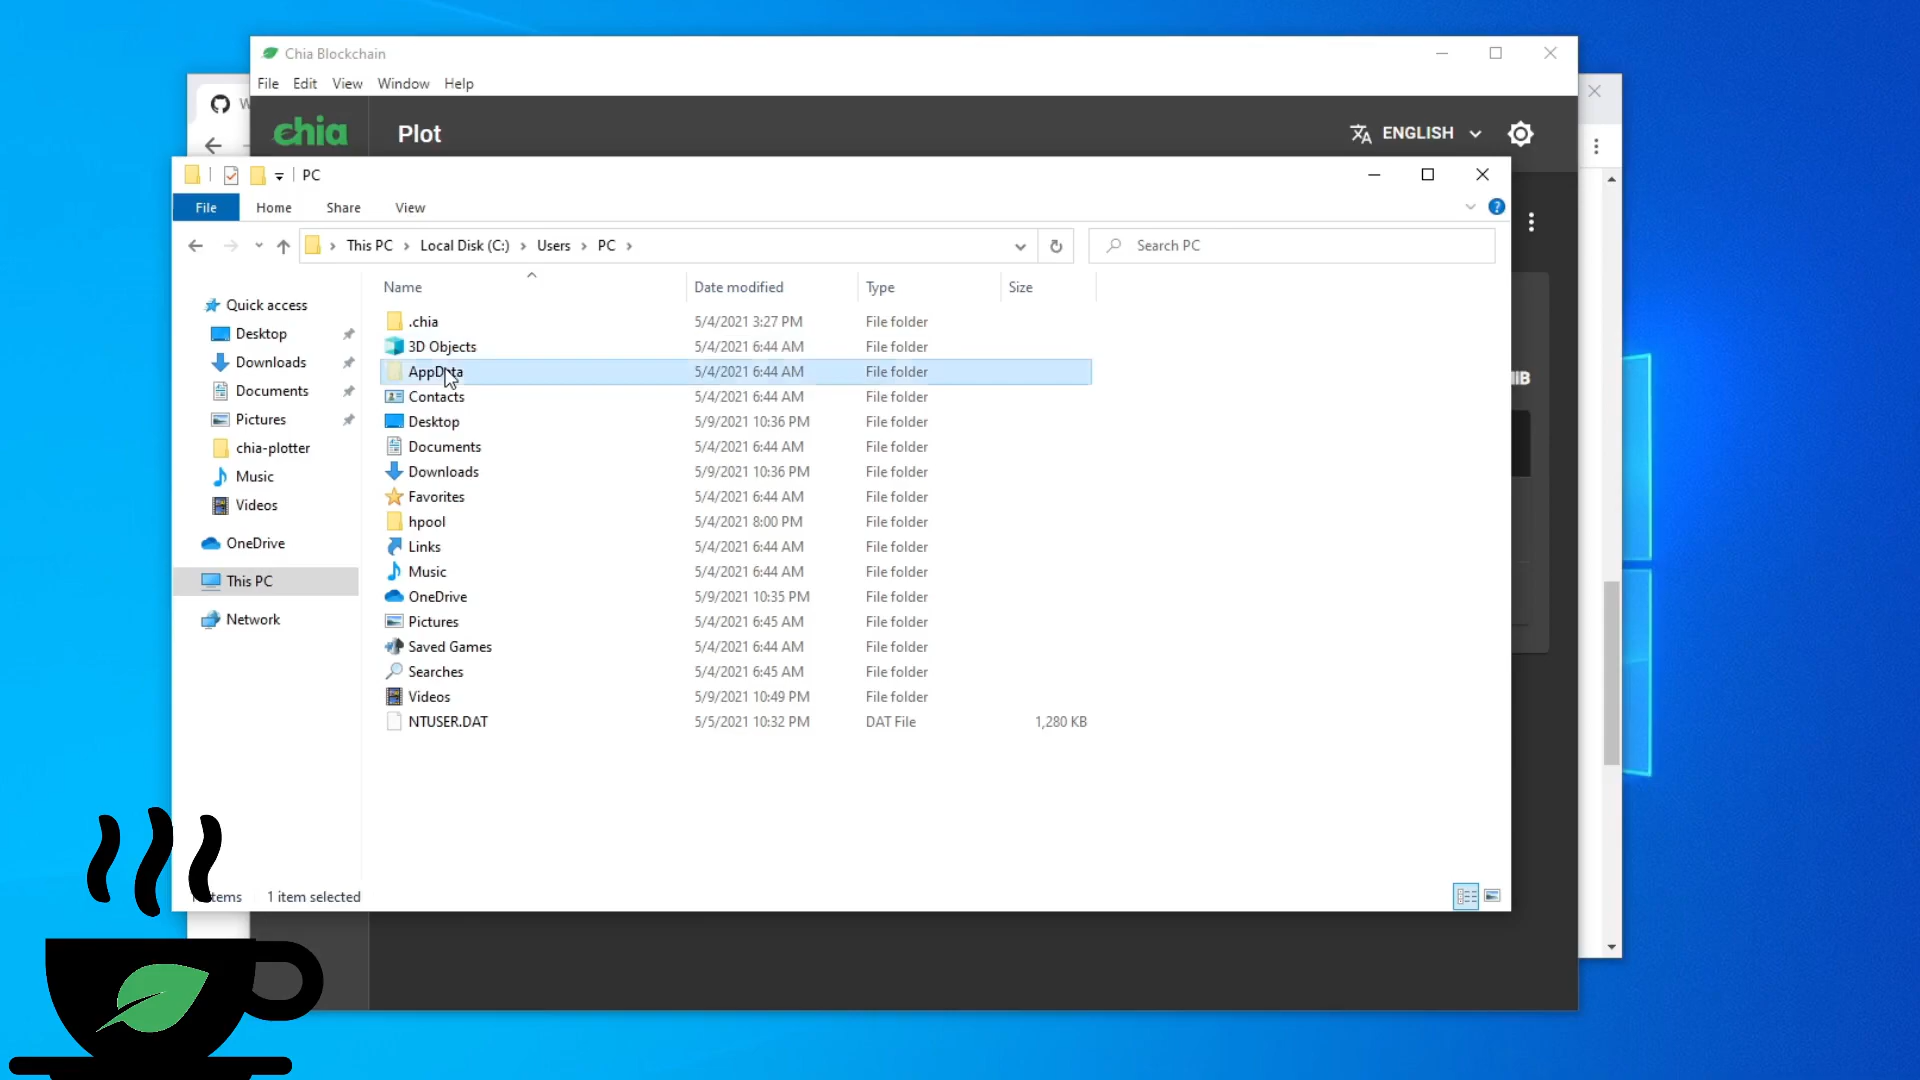 Chia Blockchain
File Edit View Window Help
W
chia Plot ENGLISH
PC
File Home Share View
This PC Local Disk (C:) Users PC Search PC
Name Date modified Type Size
Quick access
Desktop
Downloads
Documents
Pictures
chia-plotter
Music
Videos
OneDrive
This PC
Network
.chia 5/4/2021 3:27 PM File folder
3D Objects 5/4/2021 6:44 AM File folder
AppData 5/4/2021 6:44 AM File folder
Contacts 5/4/2021 6:44 AM File folder
Desktop 5/9/2021 10:36 PM File folder
Documents 5/4/2021 6:44 AM File folder
Downloads 5/9/2021 10:36 PM File folder
Favorites 5/4/2021 6:44 AM File folder
hpool 5/4/2021 8:00 PM File folder
Links 5/4/2021 6:44 AM File folder
Music 5/4/2021 6:44 AM File folder
OneDrive 5/9/2021 10:35 PM File folder
Pictures 5/4/2021 6:45 AM File folder
Saved Games 5/4/2021 6:44 AM File folder
Searches 5/4/2021 6:45 AM File folder
Videos 5/9/2021 10:49 PM File folder
NTUSER.DAT 5/5/2021 10:32 PM DAT File 1,280 KB
1 item selected